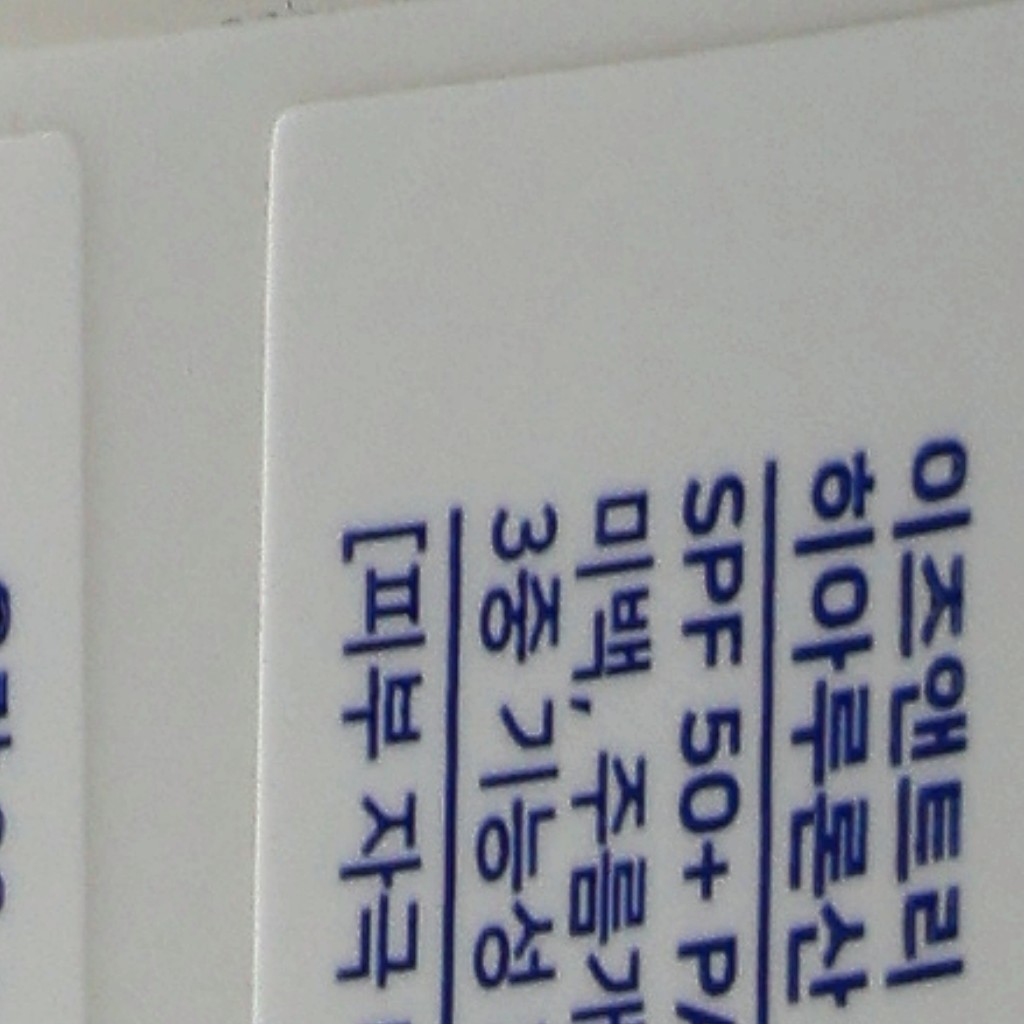 이즈앤트리
히아루론산
SPF 50+
미백, 주름개
3중 기능성
[피부 자극